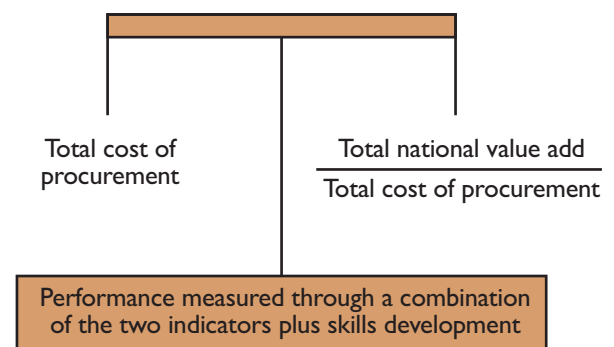 Total cost of
procurement
Total national value add
Total cost of procurement
Performance measured through a combination
of the two indicators plus skills development